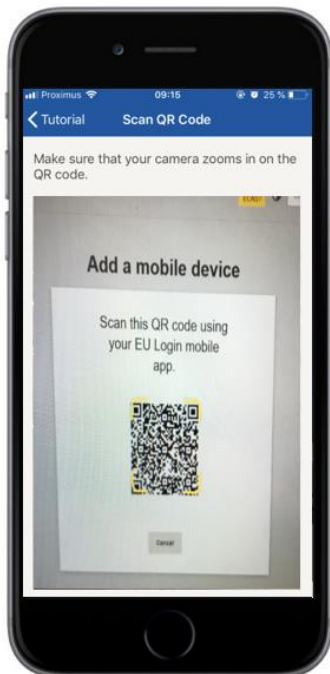 Proximus 09:15 25 %
Tutorial Scan QR Code
Make sure that your camera zooms in on the
QR code.
ECAS?
Add a mobile device
Scan this QR code using
your EU Login mobile
app.
Cancel